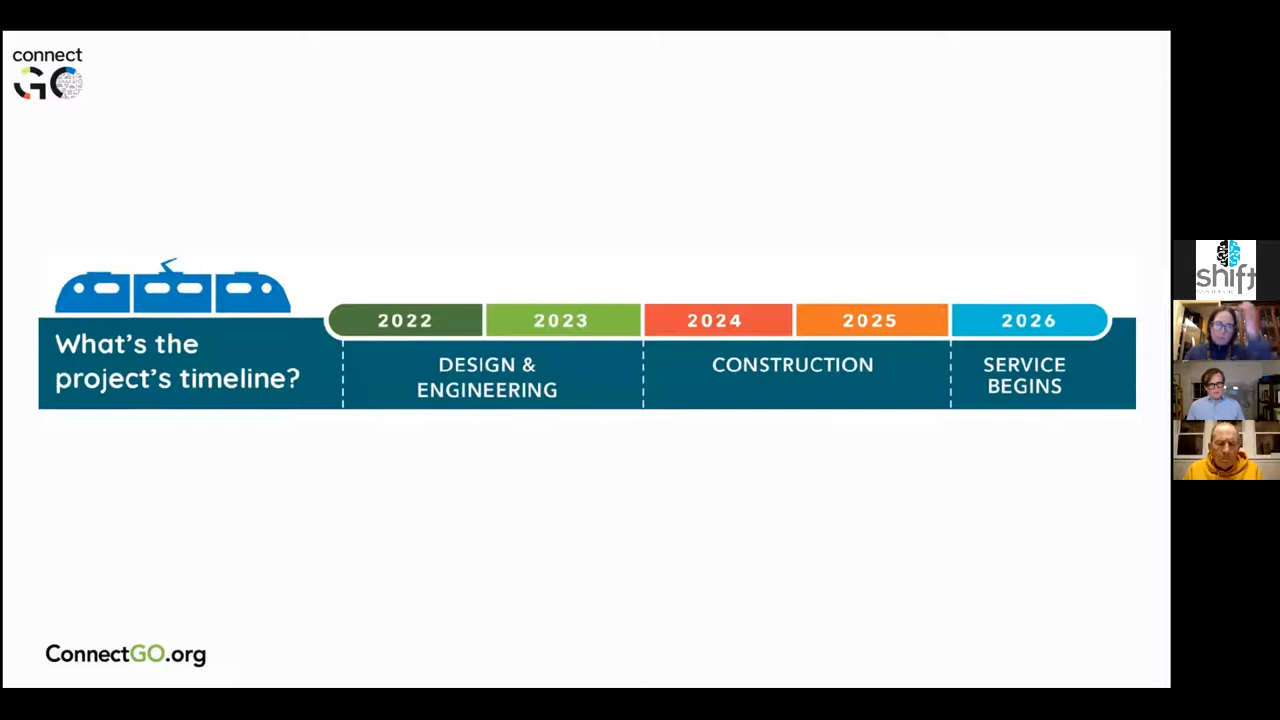 connect
GO
What's the
project's timeline?
2022
2023
2024
2025
2026
DESIGN &
ENGINEERING
CONSTRUCTION
SERVICE
BEGINS
ConnectGO.org
shift